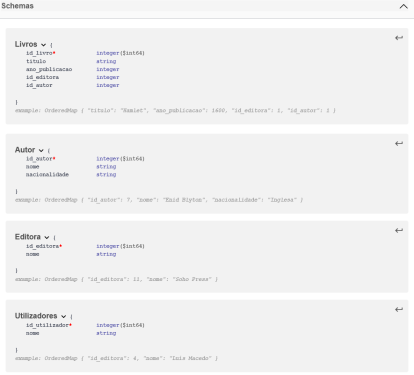 Schemas
Livros {
id_livro* integer($int64)
titulo string
ano_publicacao integer
id_editora integer
id_autor integer
}
example: OrderedMap { "titulo": "Hamlet", "ano_publicacao": 1600, "id_editora": 1, "id_autor": 1 }
Autor {
id_autor* integer($int64)
nome string
nacionalidade string
}
example: OrderedMap { "id_autor": 7, "nome": "Enid Blyton", "nacionalidade": "Inglesa" }
Editora {
id_editora* integer($int64)
nome string
}
example: OrderedMap { "id_editora": 11, "nome": "Soho Press" }
Utilizadores {
id_utilizador* integer($int64)
nome string
}
example: OrderedMap { "id_editora": 4, "nome": "Luis Macedo" }